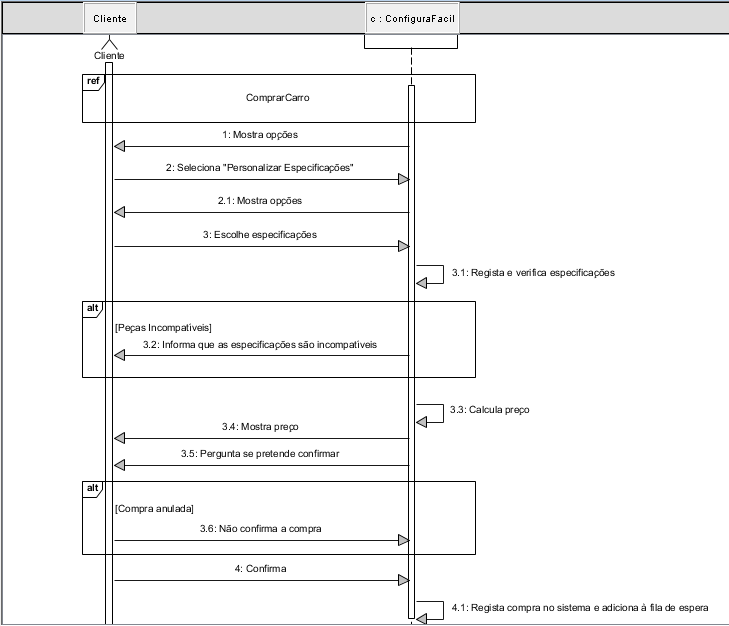 Cliente
c : ConfiguraFacil
Cliente
ref
ComprarCarro
1: Mostra opções
2: Seleciona "Personalizar Especificações"
2.1: Mostra opções
3: Escolhe especificações
3.1: Regista e verifica especificações
alt
[Peças Incompatíveis]
3.2: Informa que as especificações são incompatíveis
3.3: Calcula preço
3.4: Mostra preço
3.5: Pergunta se pretende confirmar
alt
[Compra anulada]
3.6: Não confirma a compra
4: Confirma
4.1: Regista compra no sistema e adiciona à fila de espera